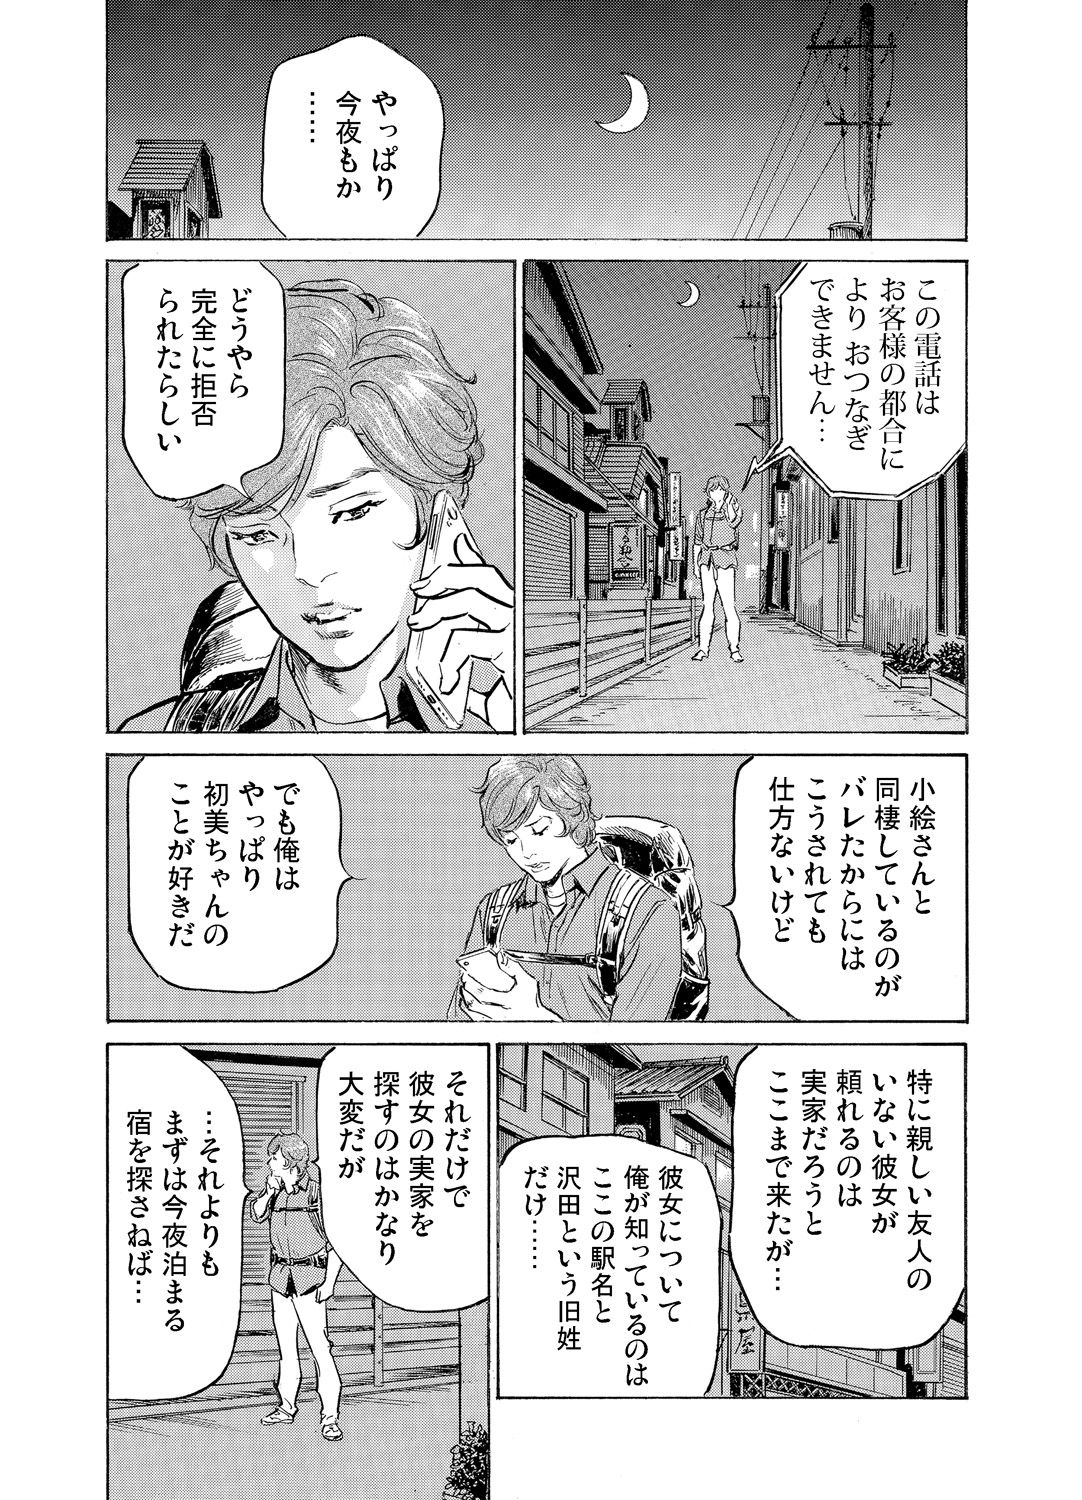 やっぱり
今夜もか
……
この電話は
お客様の都合に
より おつなぎ
できません…
どうやら
完全に拒否
られたらしい
小絵さんと
同棲しているのが
バレたからには
こうされても
仕方ないけど
でも俺は
やっぱり
初美ちゃんの
ことが好きだ
特に親しい友人の
いない彼女が
頼れるのは
実家だろうと
ここまで来たが…
彼女について
俺が知っているのは
ここの駅名と
沢田という旧姓
だけ……
それだけで
彼女の実家を
探すのはかなり
大変だが
…それよりも
まずは今夜泊まる
宿を探さねば…